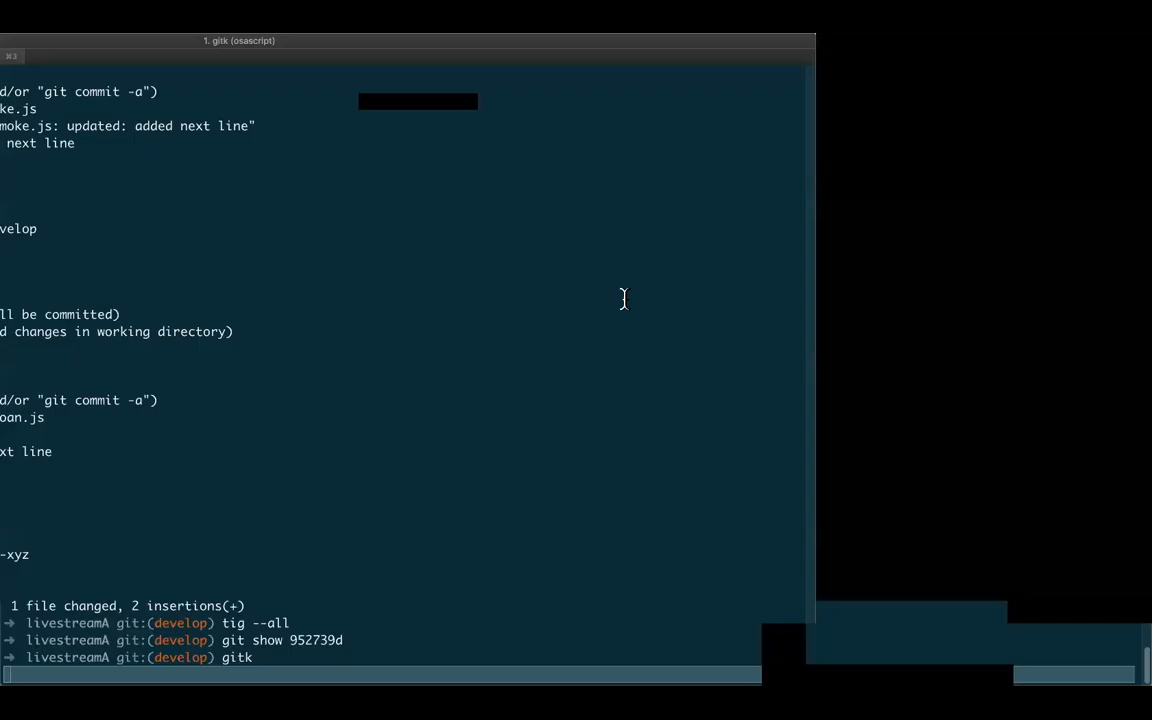 1. gitk (osascript)
⌘3
d/or "git commit -a")
ke.js
moke.js: updated: added next line"
next line
velop
ll be committed)
d changes in working directory)
d/or "git commit -a")
oan.js
xt line
-xyz
1 file changed, 2 insertions(+)
➜ livestreamA git:(develop) tig --all
➜ livestreamA git:(develop) git show 952739d
➜ livestreamA git:(develop) gitk